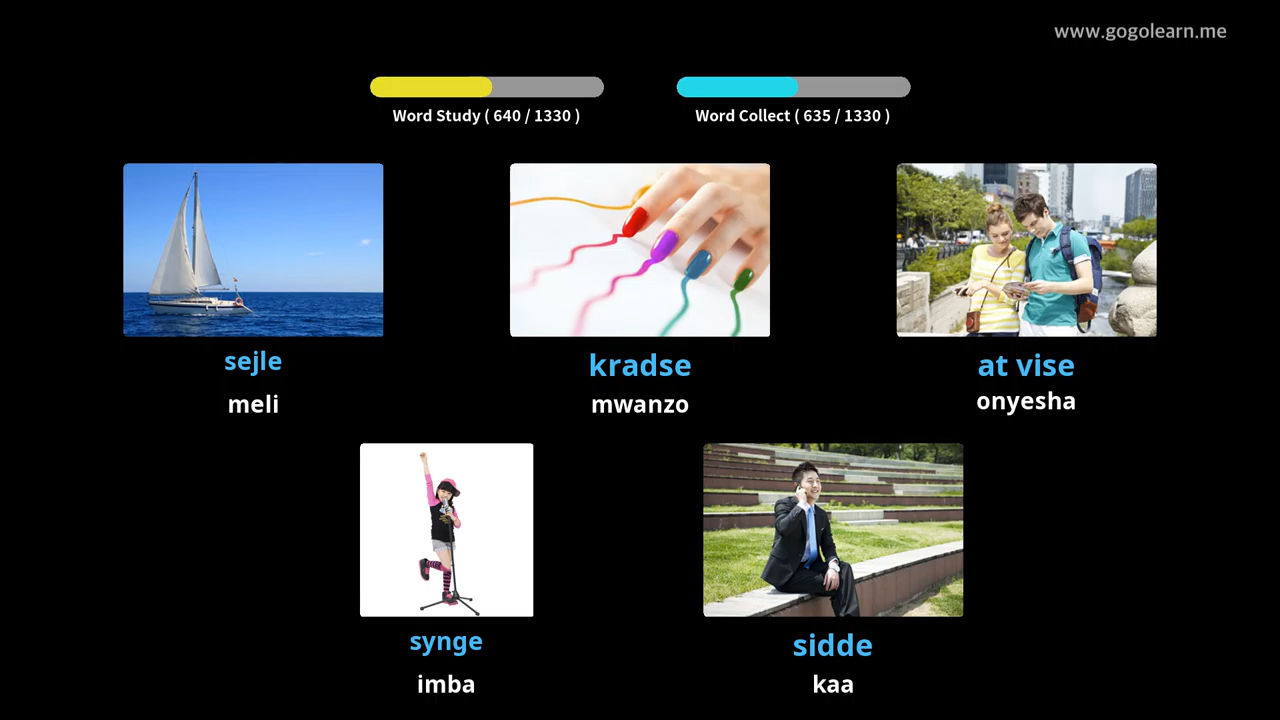 www.gogolearn.me
Word Study ( 640 / 1330 )
Word Collect ( 635 / 1330 )
sejle
meli
kradse
mwanzo
at vise
onyesha
synge
imba
sidde
kaa